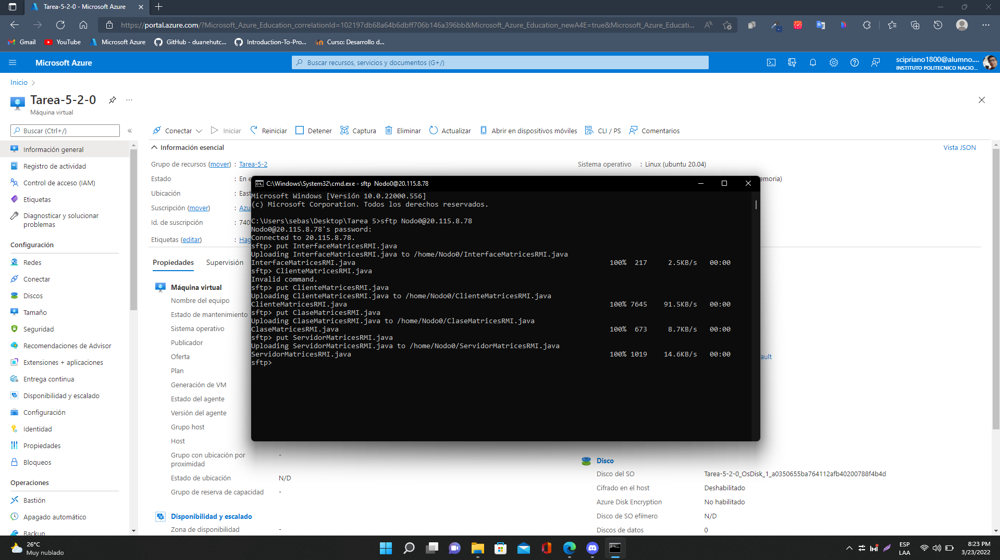 Tarea-5-2-0 - Microsoft Azure
https://portal.azure.com/?Microsoft_Azure_Education_correlationId=102197db68a64b6dbff706b146a396bb&Microsoft_Azure_Education_newA4E=true&Microsoft_Azure_Educati...
Gmail
YouTube
Microsoft Azure
GitHub - duanehutc...
Introduction-To-Pro...
Curso: Desarrollo d...
Microsoft Azure
Buscar recursos, servicios y documentos (G+/)
scipriano1800@alumno....
INSTITUTO POLITECNICO NACIO...
Inicio
Tarea-5-2-0
Máquina virtual
Buscar (Ctrl+/)
Conectar
Iniciar
Reiniciar
Detener
Captura
Eliminar
Actualizar
Abrir en dispositivos móviles
CLI / PS
Comentarios
Información general
Registro de actividad
Control de acceso (IAM)
Etiquetas
Diagnosticar y solucionar
problemas
Configuración
Redes
Conectar
Discos
Tamaño
Seguridad
Recomendaciones de Advisor
Extensiones + aplicaciones
Entrega continua
Disponibilidad y escalado
Configuración
Identidad
Propiedades
Bloqueos
Operaciones
Bastión
Apagado automático
Backup
Información esencial
Vista JSON
Grupo de recursos (mover) : Tarea-5-2
Estado : En e
Ubicación : East
Suscripción (mover) : Azu
Id. de suscripción : 740
Etiquetas (editar) : Hag
Sistema operativo : Linux (ubuntu 20.04)
emoria)
Propiedades
Supervisión
Máquina virtual
Nombre del equipo
Estado de mantenimiento
Sistema operativo
Publicador
Oferta
Plan
Generación de VM
Estado del agente
Versión del agente
Grupo host
Host
Grupo con ubicación por
proximidad -
Estado de ubicación N/D
Grupo de reserva de capacidad -
Disponibilidad y escalado
Zona de disponibilidad -
C:\Windows\System32\cmd.exe - sftp Nodo0@20.115.8.78
Microsoft Windows [Versión 10.0.22000.556]
(c) Microsoft Corporation. Todos los derechos reservados.
C:\Users\sebas\Desktop\Tarea 5>sftp Nodo0@20.115.8.78
Nodo0@20.115.8.78's password:
Connected to 20.115.8.78.
sftp> put InterfaceMatricesRMI.java
Uploading InterfaceMatricesRMI.java to /home/Nodo0/InterfaceMatricesRMI.java
InterfaceMatricesRMI.java 100% 217 2.5KB/s 00:00
sftp> ClienteMatricesRMI.java
Invalid command.
sftp> put ClienteMatricesRMI.java
Uploading ClienteMatricesRMI.java to /home/Nodo0/ClienteMatricesRMI.java
ClienteMatricesRMI.java 100% 7645 91.5KB/s 00:00
sftp> put ClaseMatricesRMI.java
Uploading ClaseMatricesRMI.java to /home/Nodo0/ClaseMatricesRMI.java
ClaseMatricesRMI.java 100% 673 8.7KB/s 00:00
sftp> put ServidorMatricesRMI.java
Uploading ServidorMatricesRMI.java to /home/Nodo0/ServidorMatricesRMI.java
ServidorMatricesRMI.java 100% 1019 14.6KB/s 00:00
sftp>
ault
Disco
Disco del SO Tarea-5-2-0_OsDisk_1_a0350655ba764112afb40200788f4b4d
Cifrado en el host Deshabilitado
Azure Disk Encryption No habilitado
Disco de SO efímero N/D
Discos de datos 0
26°C
Muy nublado
ESP
LAA
8:23 PM
3/23/2022